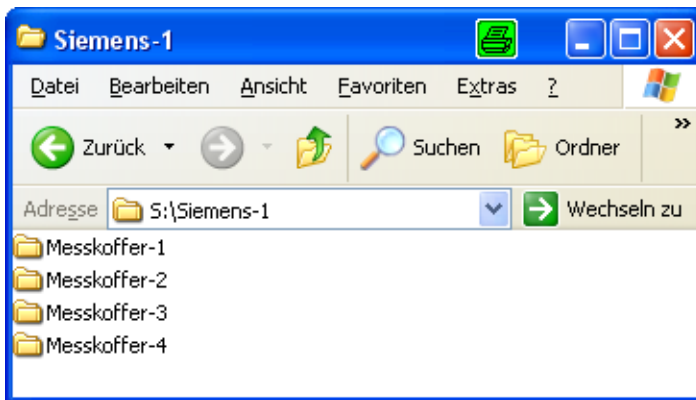 Siemens-1
Datei Bearbeiten Ansicht Favoriten Extras ?
Zurück Suchen Ordner »
Adresse S:\Siemens-1 Wechseln zu
Messkoffer-1
Messkoffer-2
Messkoffer-3
Messkoffer-4